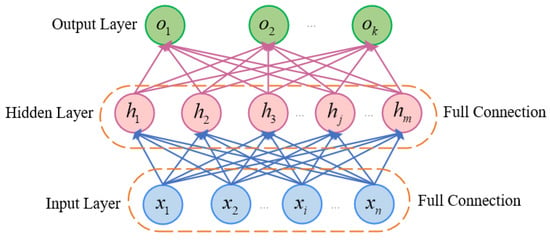 Output Layer o1 o2 ... ok
Hidden Layer h1 h2 h3 ... hj ... hm Full Connection
Input Layer x1 x2 ... xi ... xn Full Connection